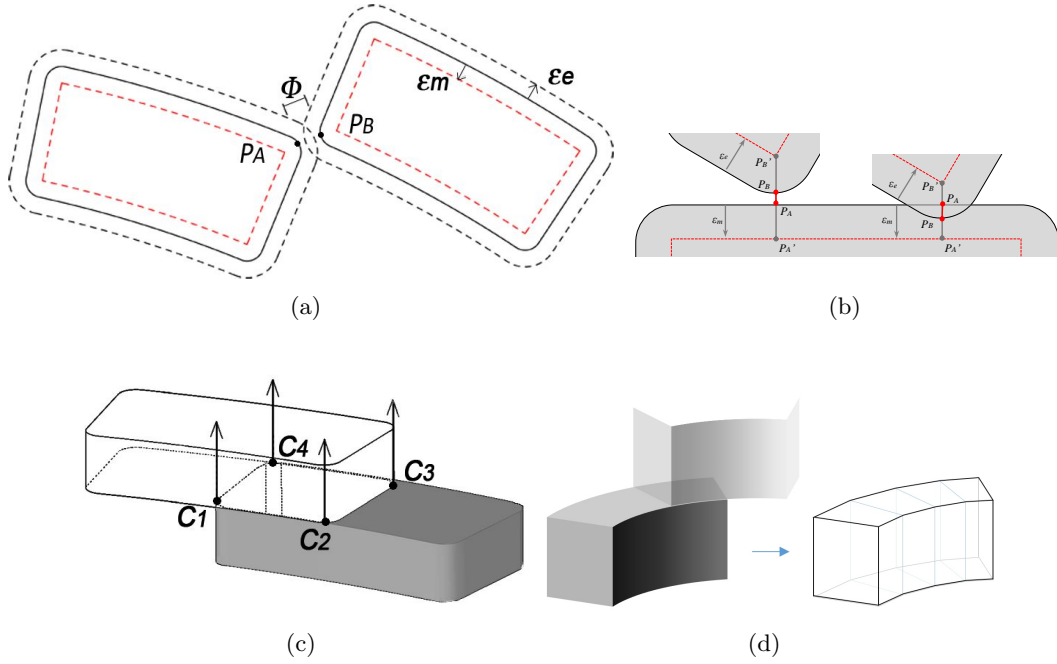 Φ
εm
εe
PA
PB
(a)
PB'
εe
PB
PA
εm
PA'
PB'
εe
PA
PB
εm
PA'
(b)
C4
C3
C1
C2
(c)
(d)